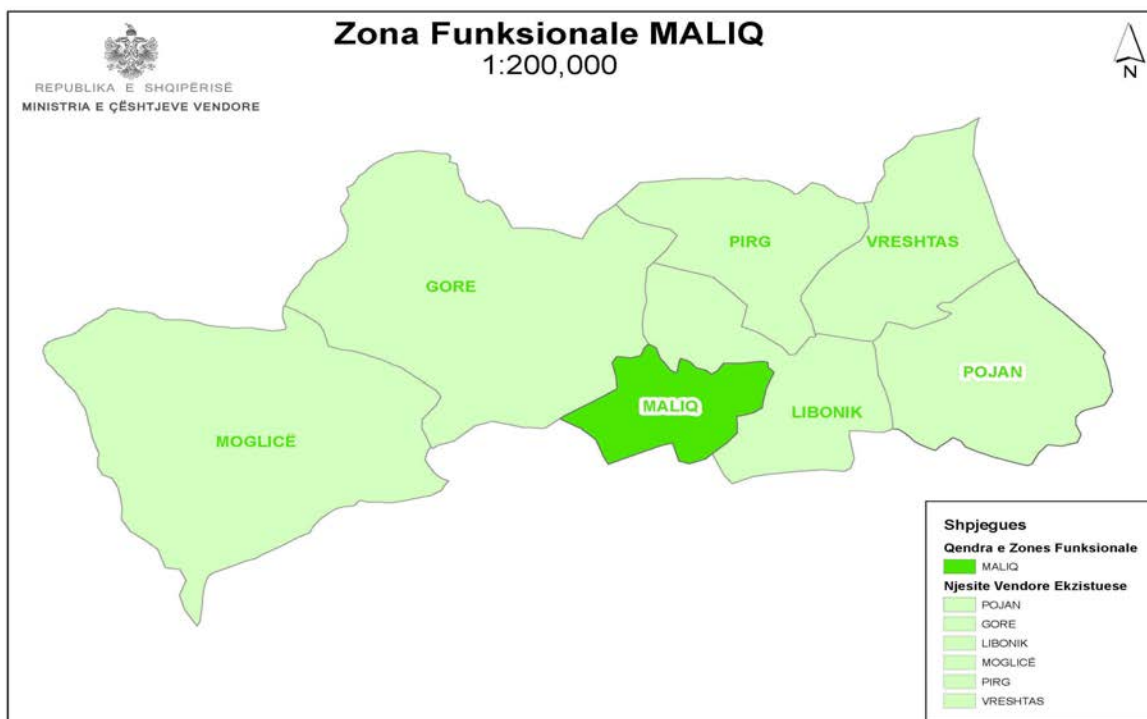 Zona Funksionale MALIQ
1:200,000
REPUBLIKA E SHQIPËRISË
MINISTRIA E ÇËSHTJEVE VENDORE
N
PIRG
VRESHTAS
GORE
POJAN
MALIQ
LIBONIK
MOGLICË
Shpjegues
Qendra e Zones Funksionale
MALIQ
Njesite Vendore Ekzistuese
POJAN
GORE
LIBONIK
MOGLICË
PIRG
VRESHTAS